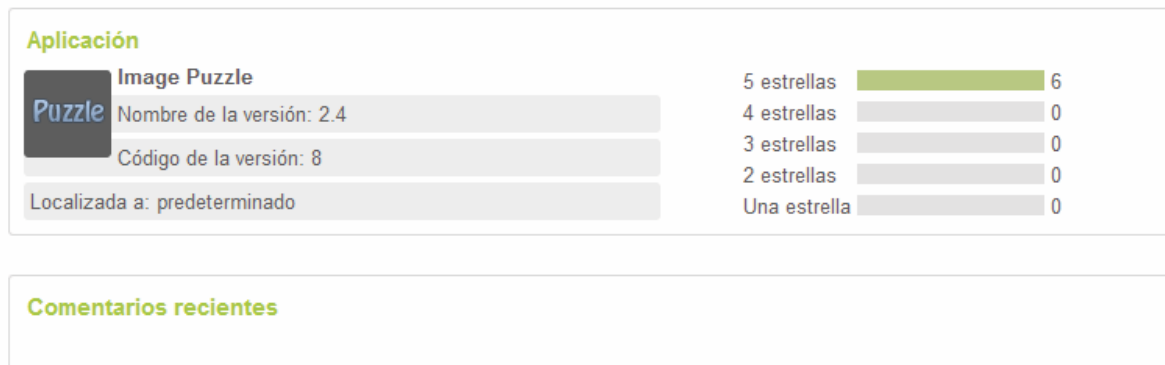 Aplicación
Image Puzzle
Puzzle
Nombre de la versión: 2.4
Código de la versión: 8
Localizada a: predeterminado
5 estrellas 6
4 estrellas 0
3 estrellas 0
2 estrellas 0
Una estrella 0
Comentarios recientes